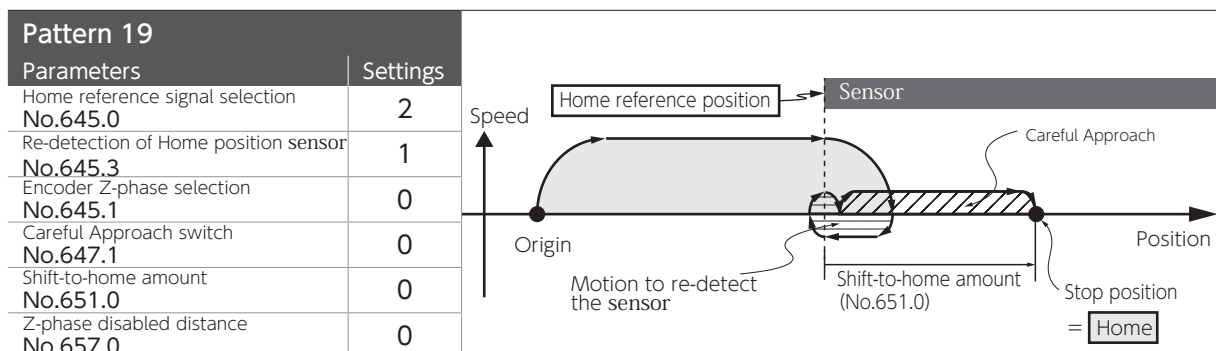 Pattern 19
Parameters Settings
Home reference signal selection
No.645.0 2
Re-detection of Home position sensor
No.645.3 1
Encoder Z-phase selection
No.645.1 0
Careful Approach switch
No.647.1 0
Shift-to-home amount
No.651.0 0
Z-phase disabled distance
No.657.0 0
Speed
Home reference position
Sensor
Careful Approach
Origin
Position
Motion to re-detect
the sensor
Shift-to-home amount
(No.651.0)
Stop position
= Home